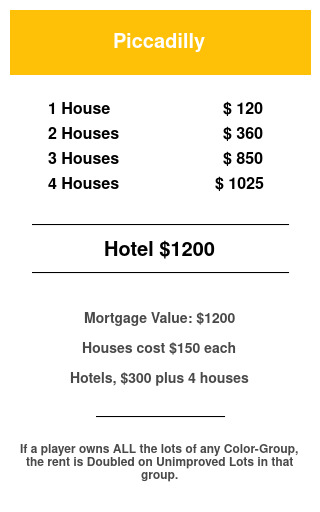 Piccadilly
1 House $ 120
2 Houses $ 360
3 Houses $ 850
4 Houses $ 1025
Hotel $1200
Mortgage Value: $1200
Houses cost $150 each
Hotels, $300 plus 4 houses
If a player owns ALL the lots of any Color-Group,
the rent is Doubled on Unimproved Lots in that
group.